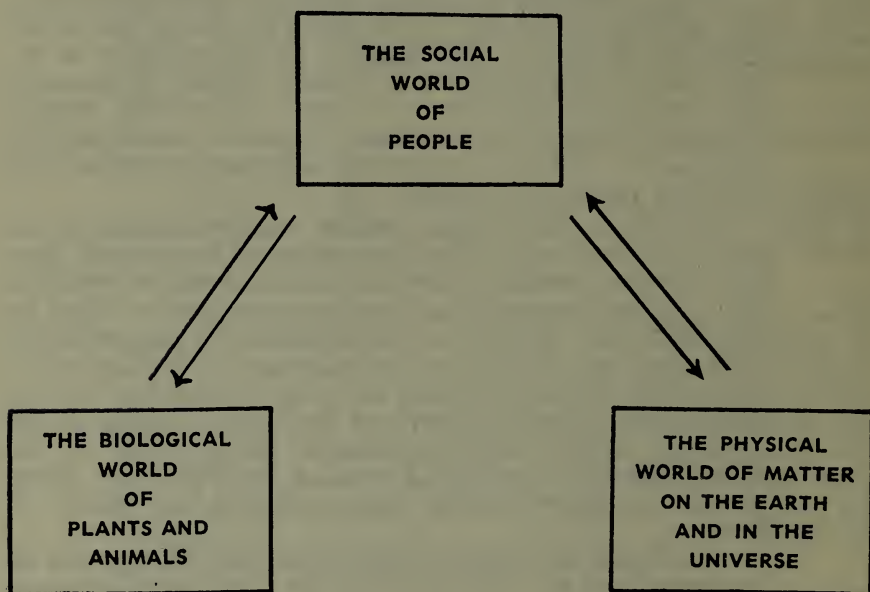 THE SOCIAL
WORLD
OF
PEOPLE
THE BIOLOGICAL
WORLD
OF
PLANTS AND
ANIMALS
THE PHYSICAL
WORLD OF MATTER
ON THE EARTH
AND IN THE
UNIVERSE